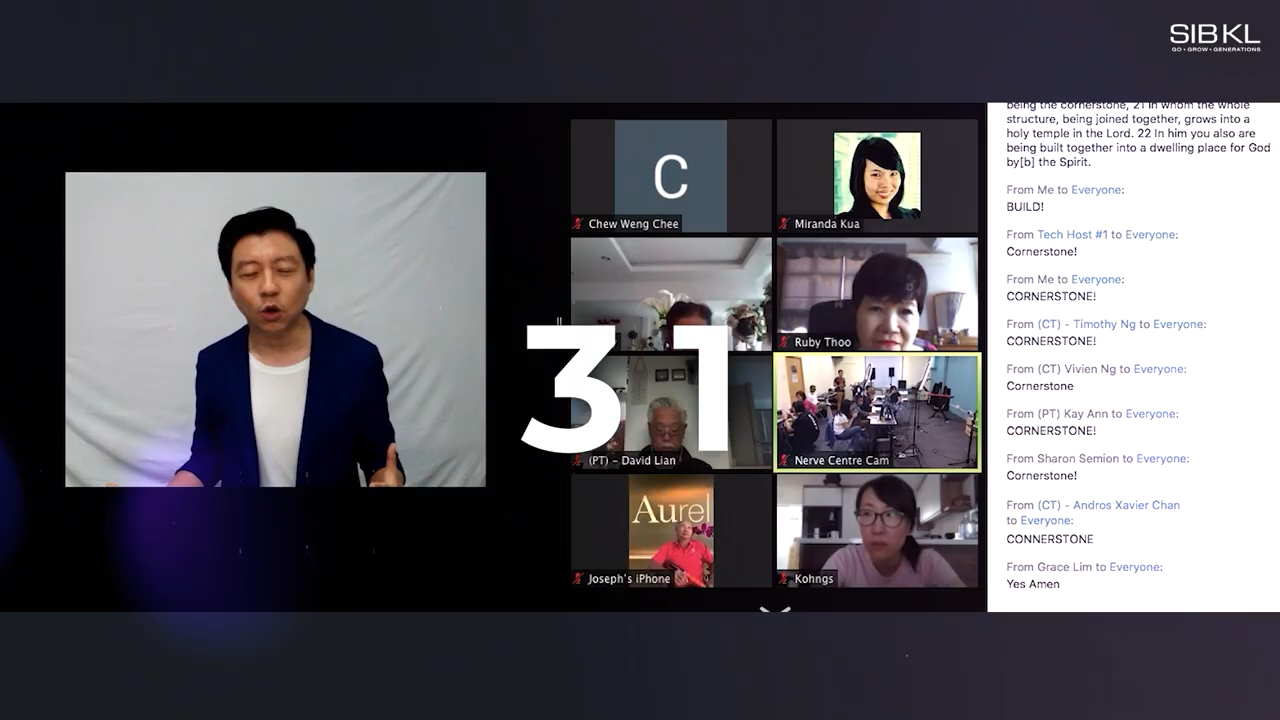 SIBKL
GO • GROW • GENERATIONS
being the cornerstone, 21 in whom the whole
structure, being joined together, grows into a
holy temple in the Lord. 22 In him you also are
being built together into a dwelling place for God
by[b] the Spirit.
From Me to Everyone:
BUILD!
From Tech Host #1 to Everyone:
Cornerstone!
From Me to Everyone:
CORNERSTONE!
From (CT) - Timothy Ng to Everyone:
CORNERSTONE!
From (CT) Vivien Ng to Everyone:
Cornerstone
From (PT) Kay Ann to Everyone:
CORNERSTONE!
From Sharon Semion to Everyone:
Cornerstone!
From (CT) - Andros Xavier Chan
to Everyone:
CONNERSTONE
From Grace Lim to Everyone:
Yes Amen
C
Chew Weng Chee
Miranda Kua
Ruby Thoo
31
(PT) - David Lian
Nerve Centre Cam
Aurel
Joseph's iPhone
Kohngs